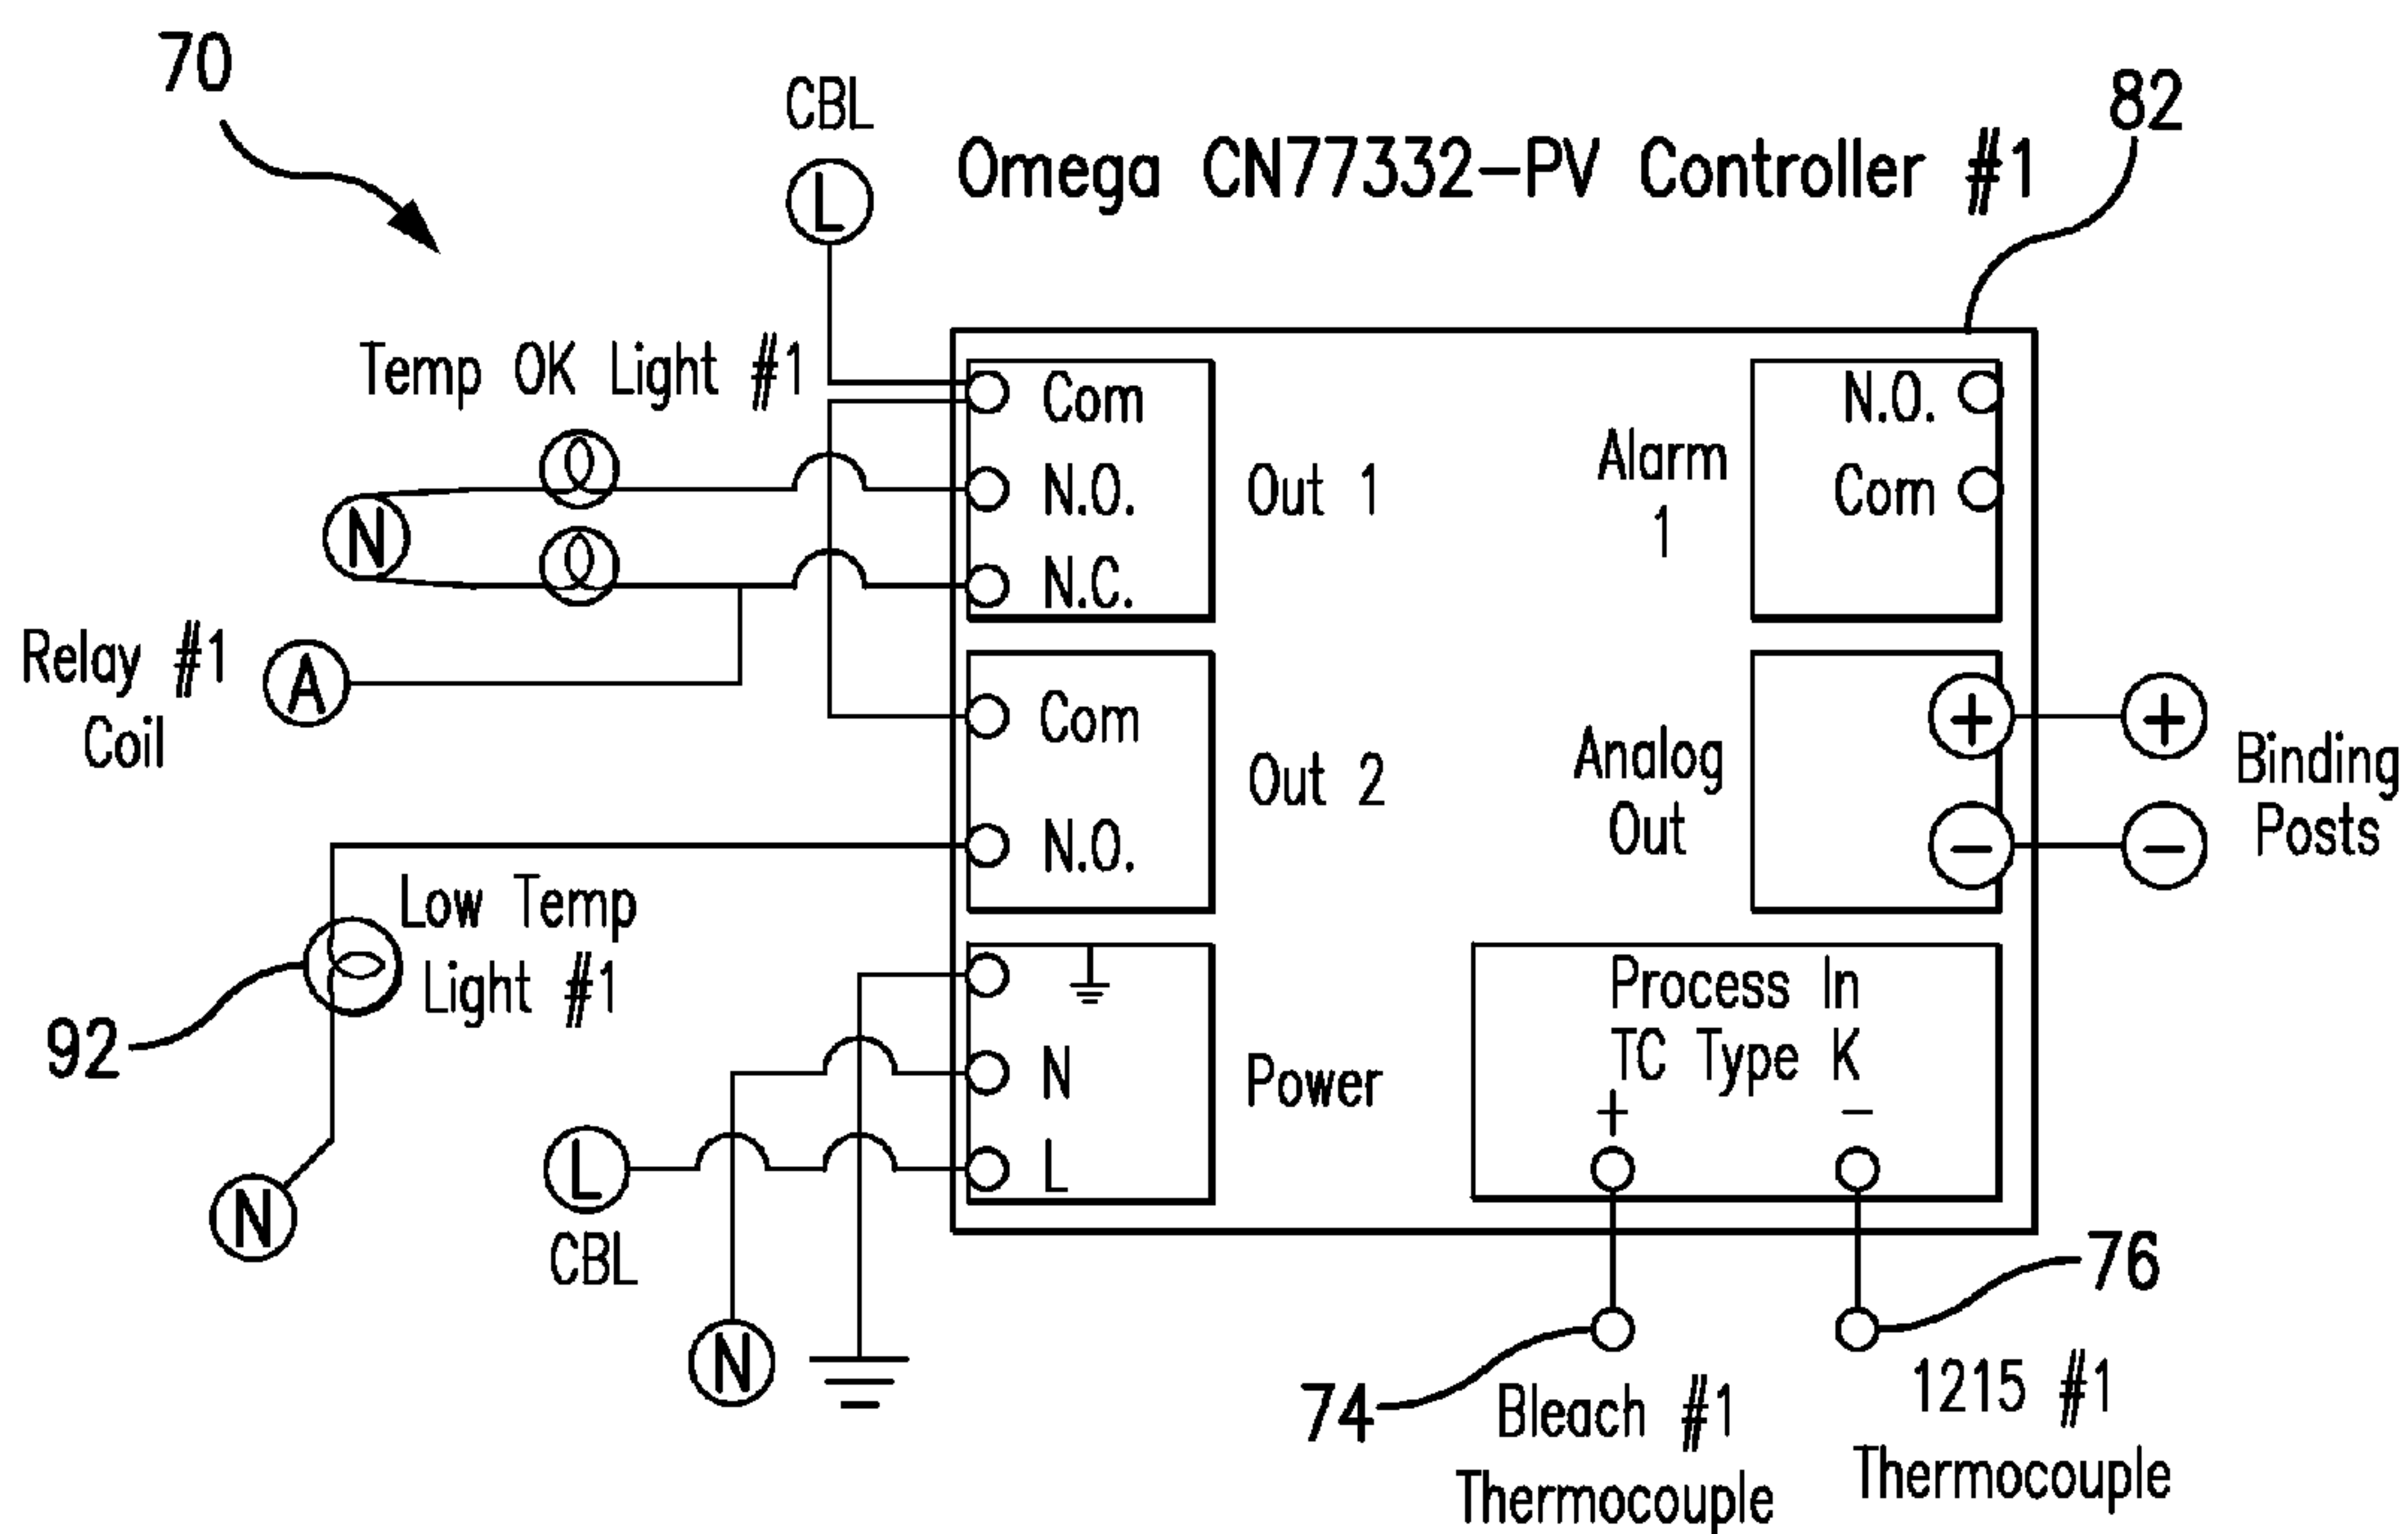 70
CBL
L
Omega CN77332-PV Controller #1
82
Temp OK Light #1
N
Relay #1
Coil
A
Com
N.O.
N.C.
Out 1
Alarm
1
N.O.
Com
Com
N.O.
Out 2
Analog
Out
+
−
+
−
Binding
Posts
Low Temp
Light #1
92
N
N
L
Power
L
CBL
N
Process In
TC Type K
+ −
74
Bleach #1
Thermocouple
76
1215 #1
Thermocouple